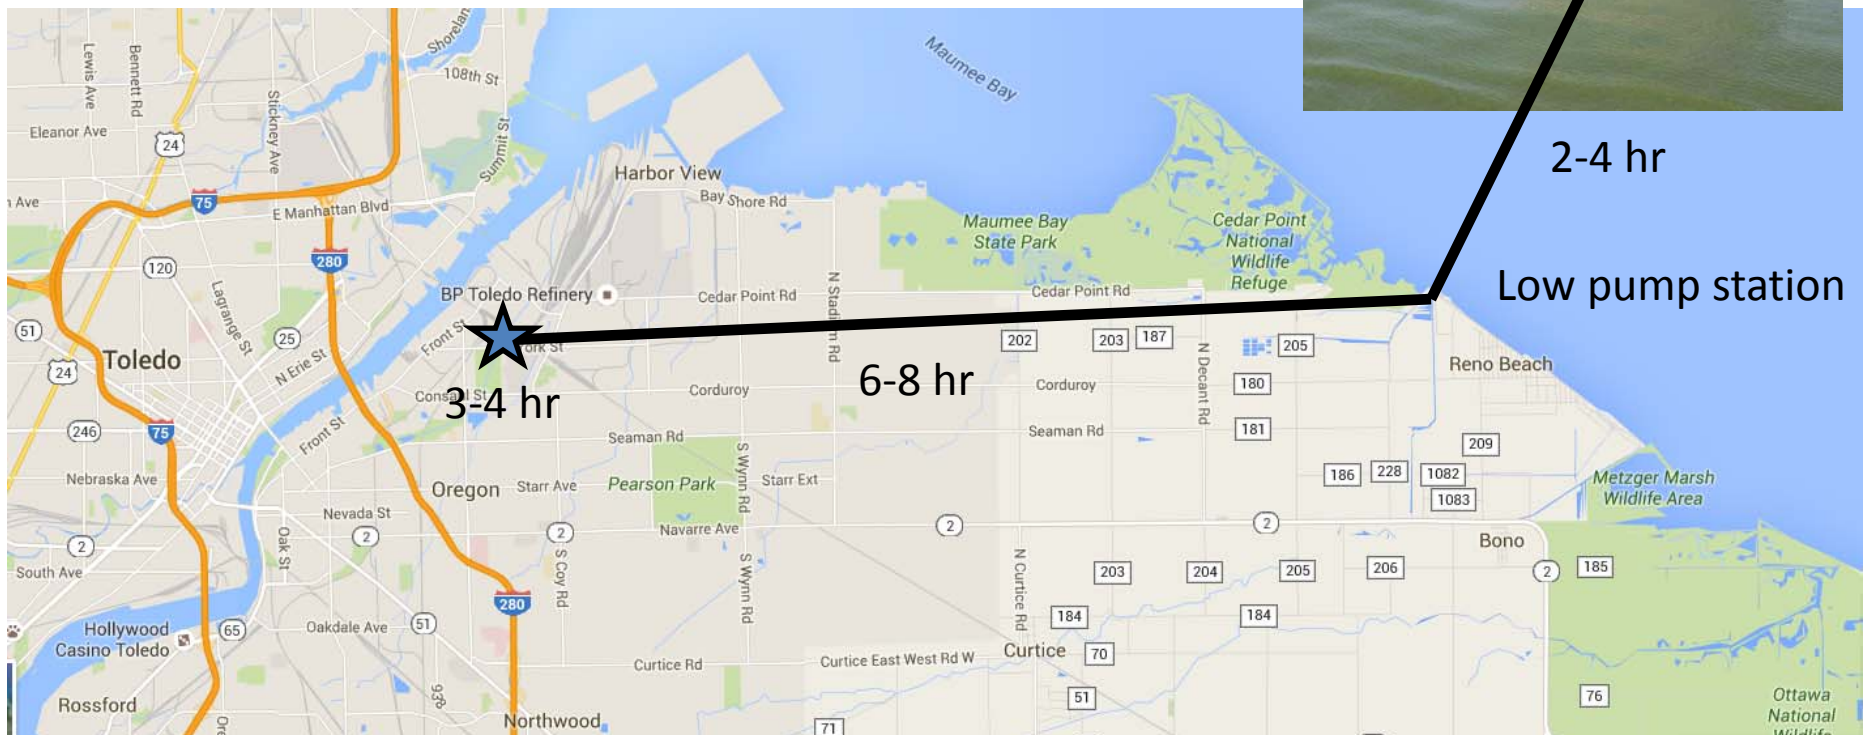 Lewis Ave
Bennett Rd
Stickney Ave
Eleanor Ave
24
75
E Manhattan Blvd
280
120
Lagrange St
51
25
Toledo
24
N Erie St
246
75
Front St
Nebraska Ave
2
South Ave
Oak St
Nevada St
2
Hollywood
Casino Toledo
65
Oakdale Ave
51
Rossford
108th St
Summit St
Harbor View
Bay Shore Rd
Maumee Bay
BP Toledo Refinery
Front St
3-4 hr
Cedar Point Rd
N Stadium Rd
6-8 hr
Corduroy
Seaman Rd
Oregon
Starr Ave
Pearson Park
S Wynn Rd
Starr Ext
2
S Coy Rd
Navarre Ave
S Wynn Rd
2
280
Curtice Rd
Curtice East West Rd W
Northwood
71
Maumee Bay
State Park
Cedar Point
National
Wildlife
Refuge
Cedar Point Rd
202
203
187
N Decant Rd
205
Corduroy
180
Seaman Rd
181
2-4 hr
Low pump station
Reno Beach
209
186
228
1082
1083
Metzger Marsh
Wildlife Area
2
Bono
2
185
N Curtice Rd
203
204
205
206
184
184
Curtice
70
51
76
Ottawa
National